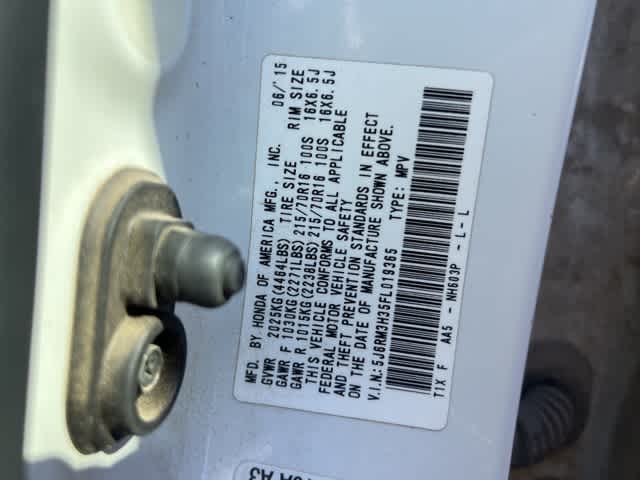 MFD. BY HONDA OF AMERICA MFG., INC. 06/'15
GVWR 2025KG(4464LBS) TIRE SIZE RIM SIZE
GAWR F 1030KG(2271LBS) 215/70R16 100S 16X6.5J
GAWR R 1015KG(2238LBS) 215/70R16 100S 16X6.5J
THIS VEHICLE CONFORMS TO ALL APPLICABLE
FEDERAL MOTOR VEHICLE SAFETY
AND THEFT PREVENTION STANDARDS IN EFFECT
ON THE DATE OF MANUFACTURE SHOWN ABOVE.
V.I.N.:5J6RM3H35FL019365 TYPE: MPV
T1X F AA5 - NH603P - L- L
A3